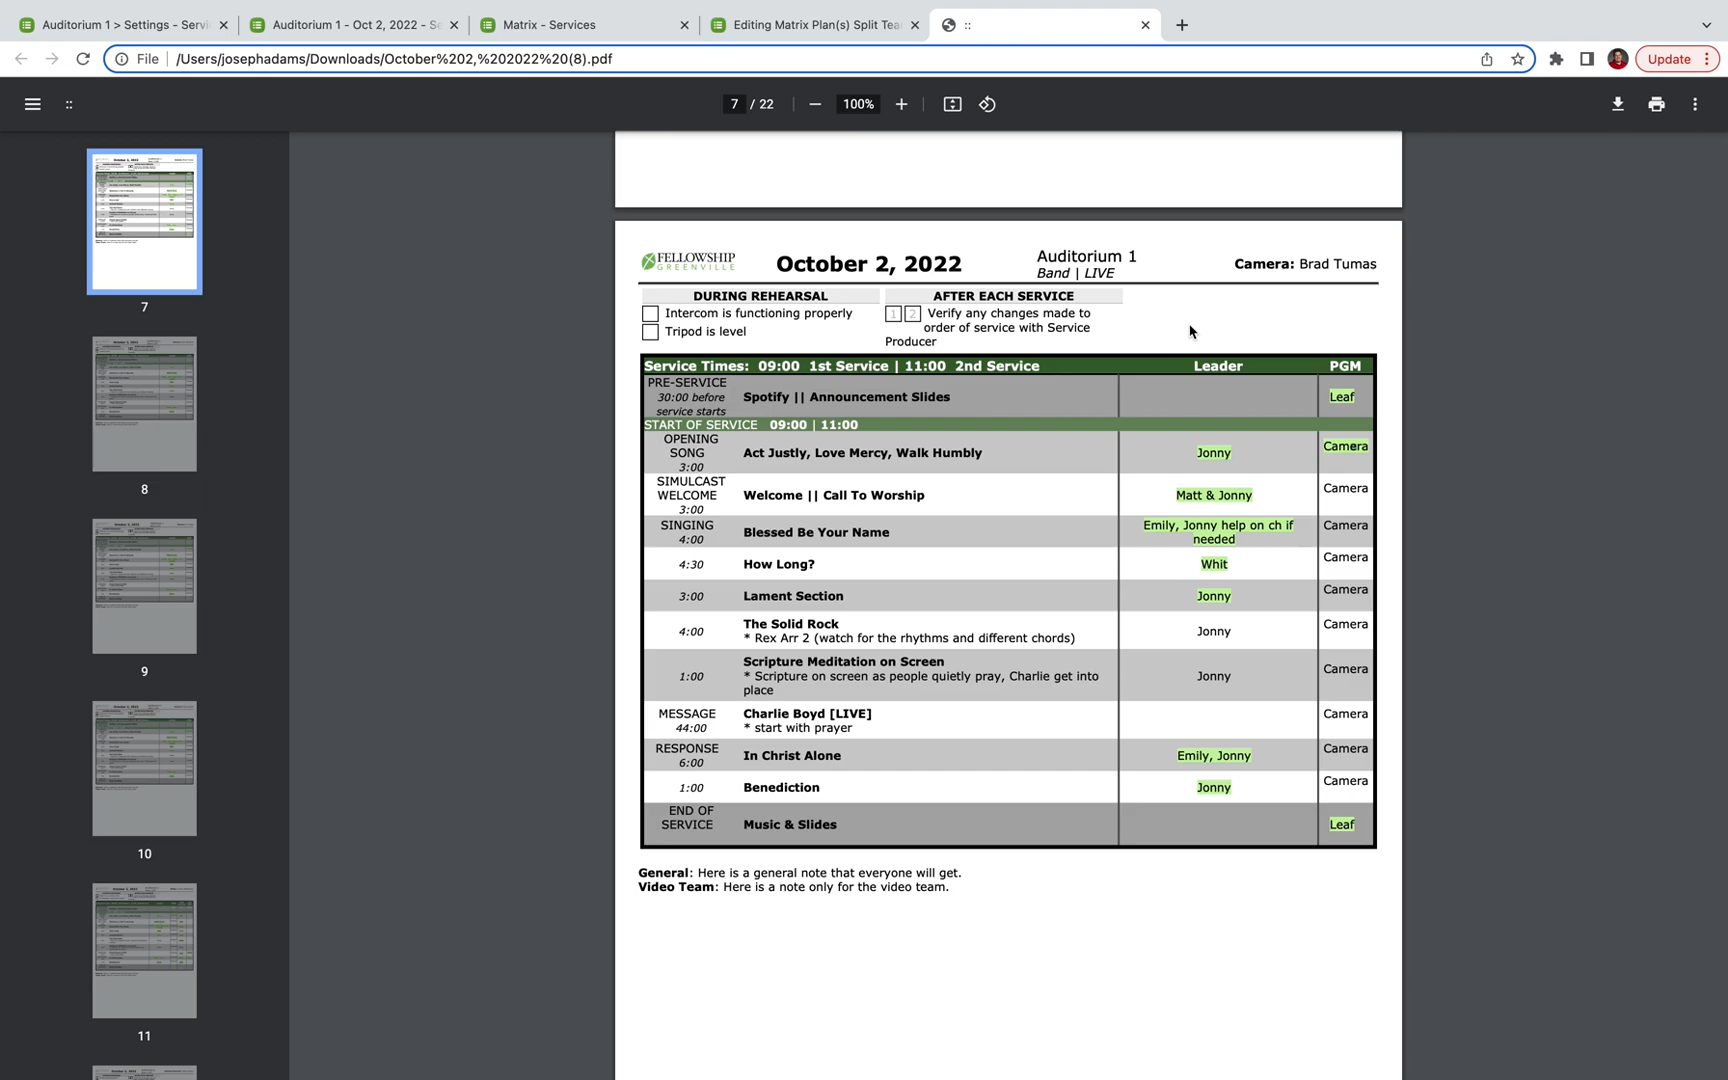 Auditorium 1 > Settings - Servi
Auditorium 1 - Oct 2, 2022 - Se
Matrix - Services
Editing Matrix Plan(s) Split Tea
::
File
/Users/josephadams/Downloads/October%202,%202022%20(8).pdf
Update
::
7 / 22
100%
7
8
9
10
11
FELLOWSHIP
GREENVILLE
October 2, 2022
Auditorium 1
Band | LIVE
Camera: Brad Tumas
DURING REHEARSAL
Intercom is functioning properly
Tripod is level
AFTER EACH SERVICE
1 2 Verify any changes made to
order of service with Service
Producer
Service Times: 09:00 1st Service | 11:00 2nd Service Leader PGM
PRE-SERVICE
30:00 before
service starts
Spotify || Announcement Slides
Leaf
START OF SERVICE 09:00 | 11:00
OPENING
SONG
3:00
Act Justly, Love Mercy, Walk Humbly
Jonny
Camera
SIMULCAST
WELCOME
3:00
Welcome || Call To Worship
Matt & Jonny
Camera
SINGING
4:00
Blessed Be Your Name
Emily, Jonny help on ch if
needed
Camera
4:30
How Long?
Whit
Camera
3:00
Lament Section
Jonny
Camera
4:00
The Solid Rock
* Rex Arr 2 (watch for the rhythms and different chords)
Jonny
Camera
1:00
Scripture Meditation on Screen
* Scripture on screen as people quietly pray, Charlie get into
place
Jonny
Camera
MESSAGE
44:00
Charlie Boyd [LIVE]
* start with prayer
Camera
RESPONSE
6:00
In Christ Alone
Emily, Jonny
Camera
1:00
Benediction
Jonny
Camera
END OF
SERVICE
Music & Slides
Leaf
General: Here is a general note that everyone will get.
Video Team: Here is a note only for the video team.